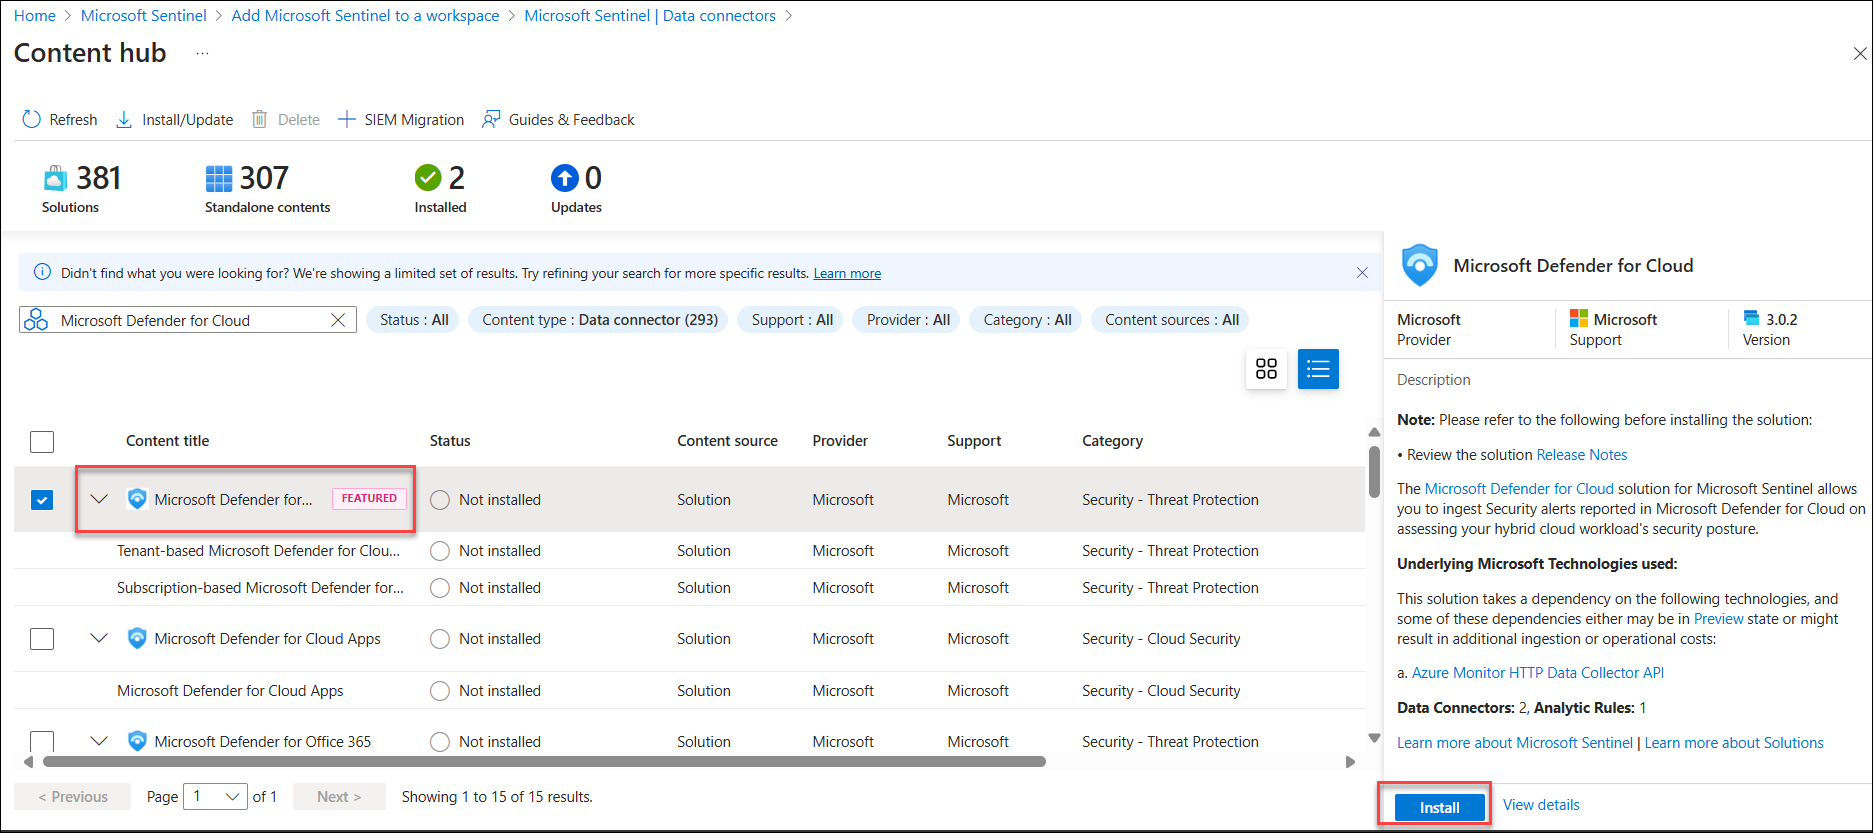 Home > Microsoft Sentinel > Add Microsoft Sentinel to a workspace > Microsoft Sentinel | Data connectors >
Content hub ...
Refresh Install/Update Delete SIEM Migration Guides & Feedback
381 307 2 0
Solutions Standalone contents Installed Updates
Didn't find what you were looking for? We're showing a limited set of results. Try refining your search for more specific results. Learn more
Microsoft Defender for Cloud Status : All Content type : Data connector (293) Support : All Provider : All Category : All Content sources : All
Content title Status Content source Provider Support Category
Microsoft Defender for... FEATURED Not installed Solution Microsoft Microsoft Security - Threat Protection
Tenant-based Microsoft Defender for Clou... Not installed Solution Microsoft Microsoft Security - Threat Protection
Subscription-based Microsoft Defender for... Not installed Solution Microsoft Microsoft Security - Threat Protection
Microsoft Defender for Cloud Apps Not installed Solution Microsoft Microsoft Security - Cloud Security
Microsoft Defender for Cloud Apps Not installed Solution Microsoft Microsoft Security - Cloud Security
Microsoft Defender for Office 365 Not installed Solution Microsoft Microsoft Security - Threat Protection
< Previous Page 1 of 1 Next > Showing 1 to 15 of 15 results.
Microsoft Defender for Cloud
Microsoft Microsoft 3.0.2
Provider Support Version
Description
Note: Please refer to the following before installing the solution:
• Review the solution Release Notes
The Microsoft Defender for Cloud solution for Microsoft Sentinel allows
you to ingest Security alerts reported in Microsoft Defender for Cloud on
assessing your hybrid cloud workload's security posture.
Underlying Microsoft Technologies used:
This solution takes a dependency on the following technologies, and
some of these dependencies either may be in Preview state or might
result in additional ingestion or operational costs:
a. Azure Monitor HTTP Data Collector API
Data Connectors: 2, Analytic Rules: 1
Learn more about Microsoft Sentinel | Learn more about Solutions
Install View details